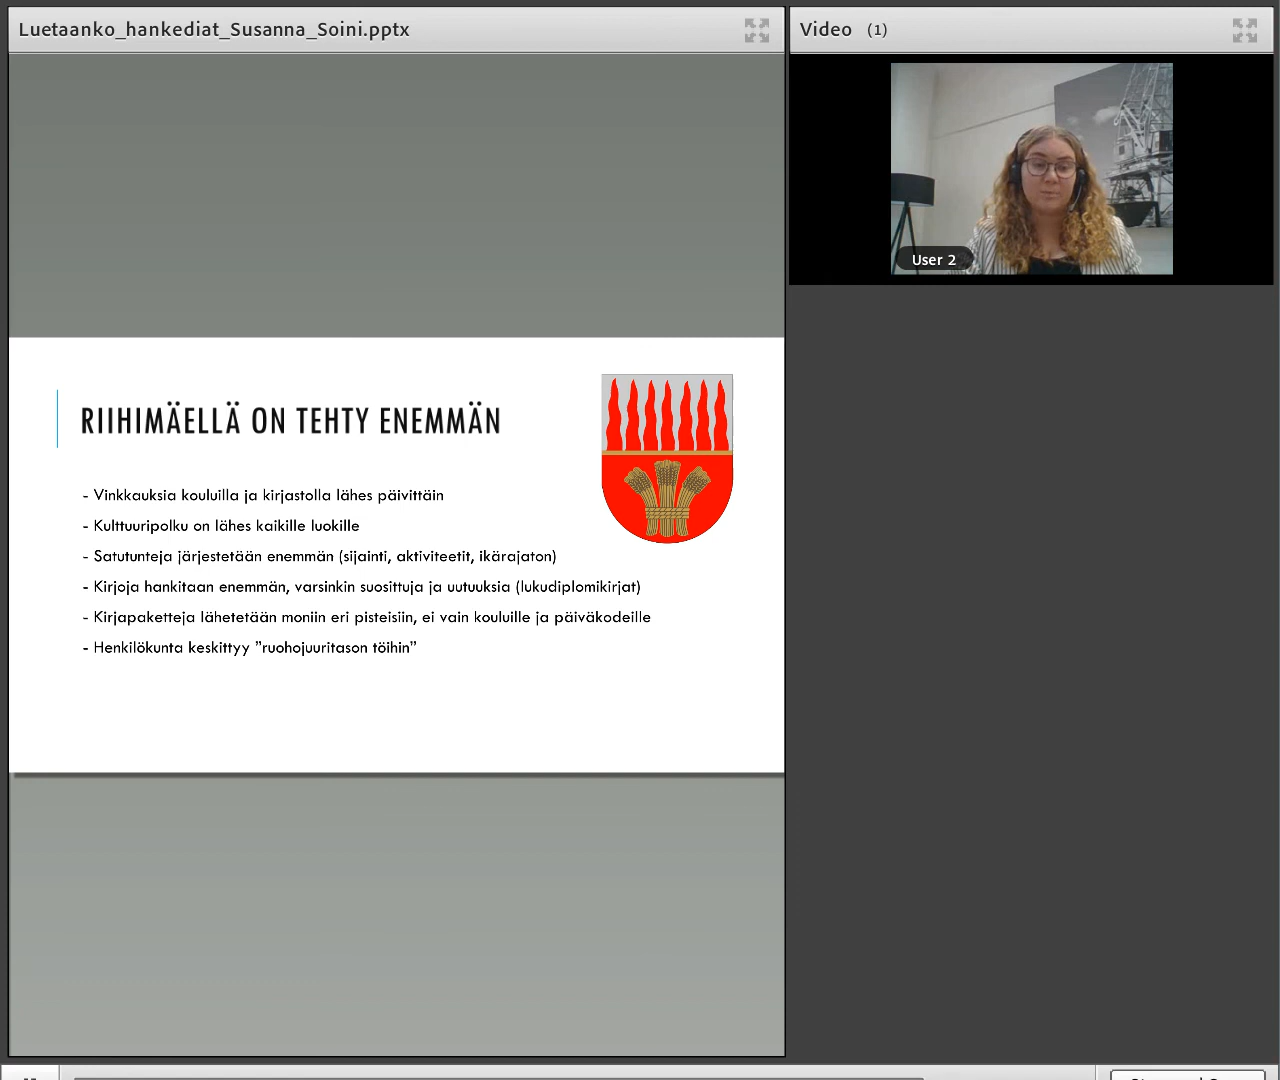 Luetaanko_hankediat_Susanna_Soini.pptx
Video (1)
User 2
RIIHIMÄELLÄ ON TEHTY ENEMMÄN
- Vinkkauksia kouluilla ja kirjastolla lähes päivittäin
- Kulttuuripolku on lähes kaikille luokille
- Satutunteja järjestetään enemmän (sijainti, aktiviteetit, ikärajaton)
- Kirjoja hankitaan enemmän, varsinkin suosittuja ja uutuuksia (lukudiplomikirjat)
- Kirjapaketteja lähetetään moniin eri pisteisiin, ei vain kouluille ja päiväkodeille
- Henkilökunta keskittyy ”ruohojuuritason töihin”